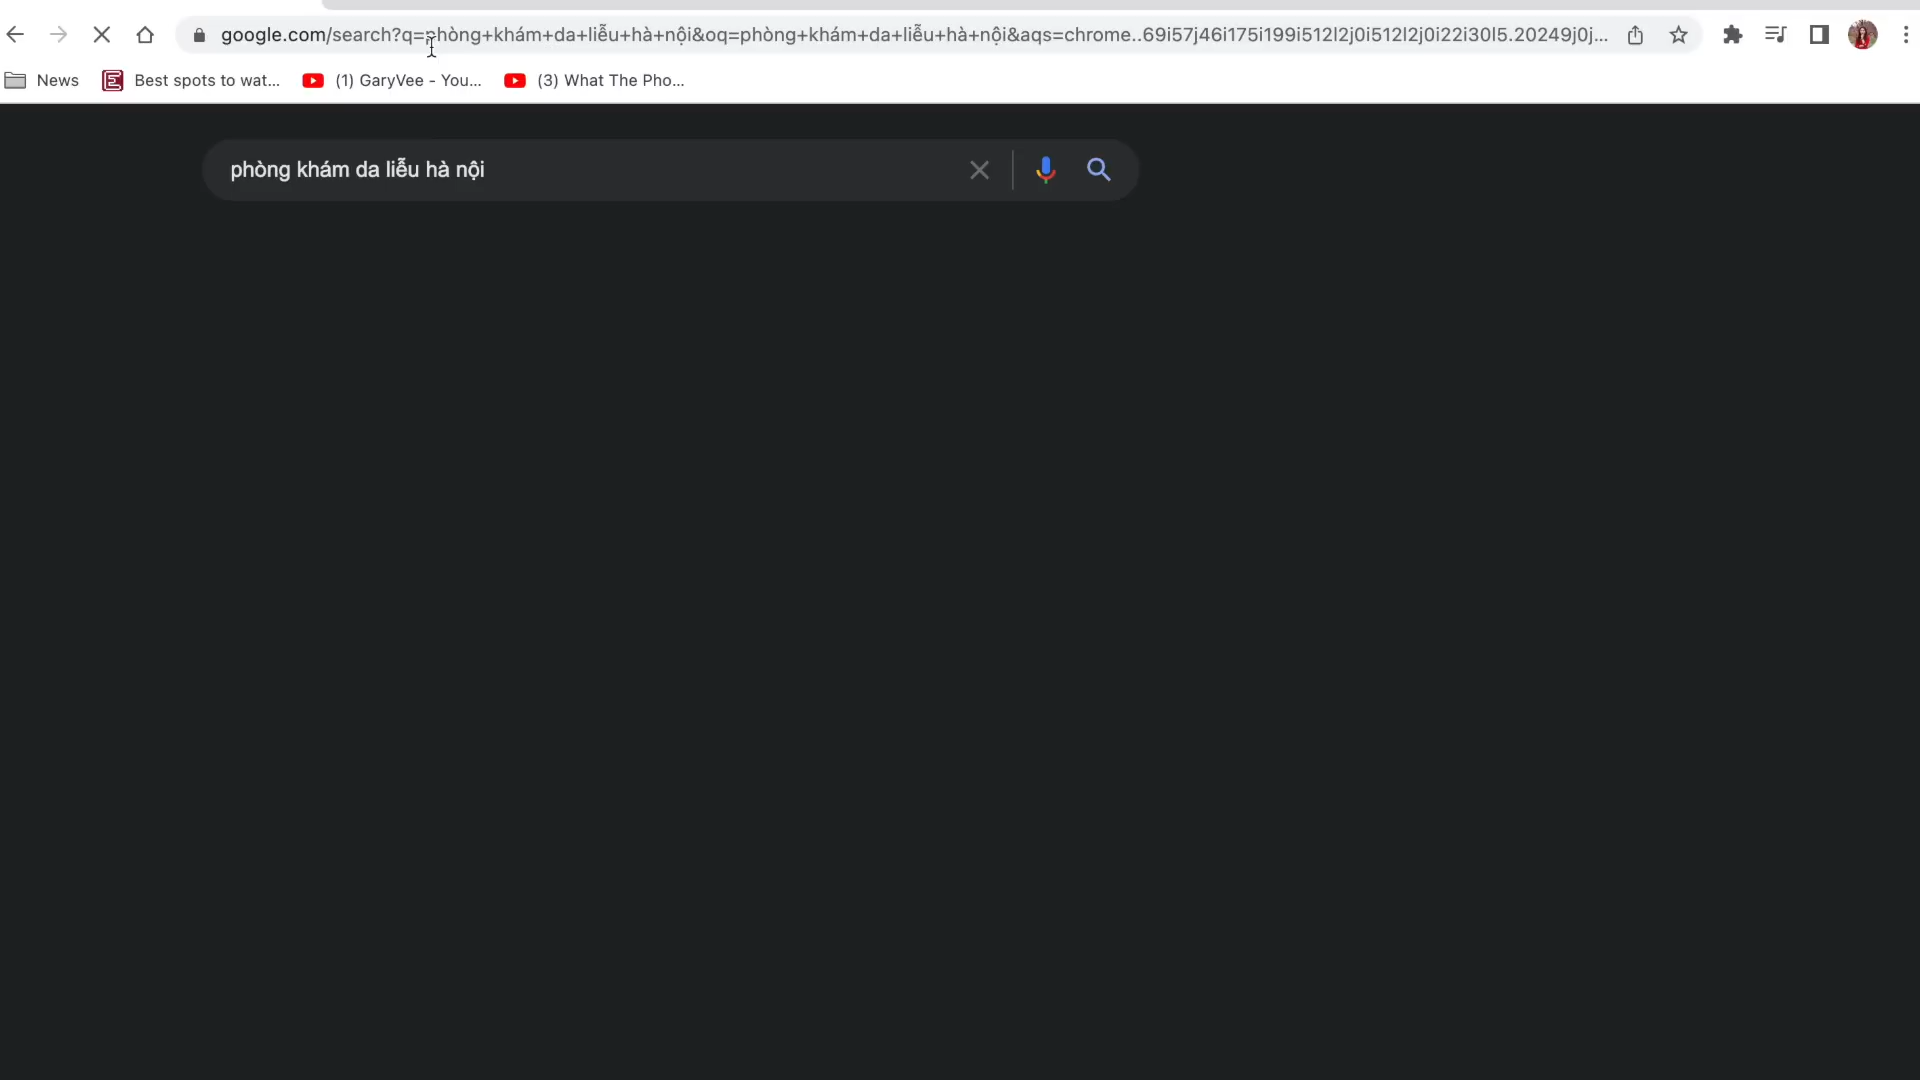 google.com/search?q=phòng+khám+da+liễu+hà+nội&oq=phòng+khám+da+liễu+hà+nội&aqs=chrome..69i57j46i175i199i512l2j0i512l2j0i22i30l5.20249j0j...
News
Best spots to wat...
(1) GaryVee - You...
(3) What The Pho...
phòng khám da liễu hà nội